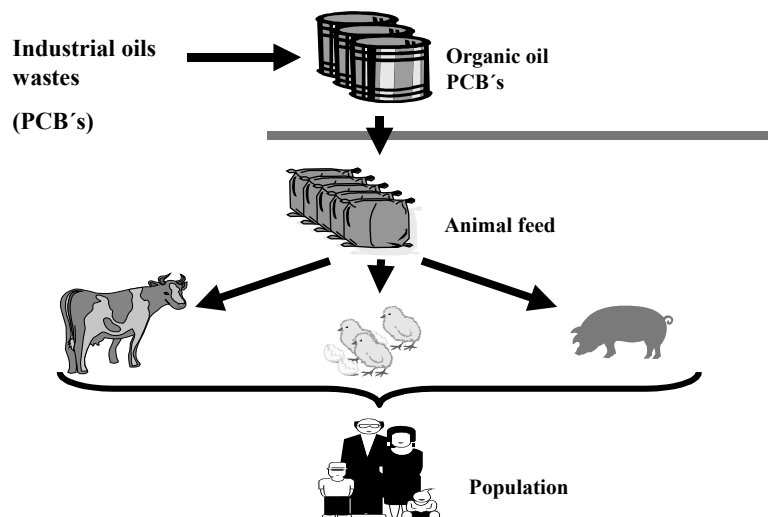 Industrial oils
wastes
(PCB´s)
Organic oil
PCB´s
Animal feed
Population